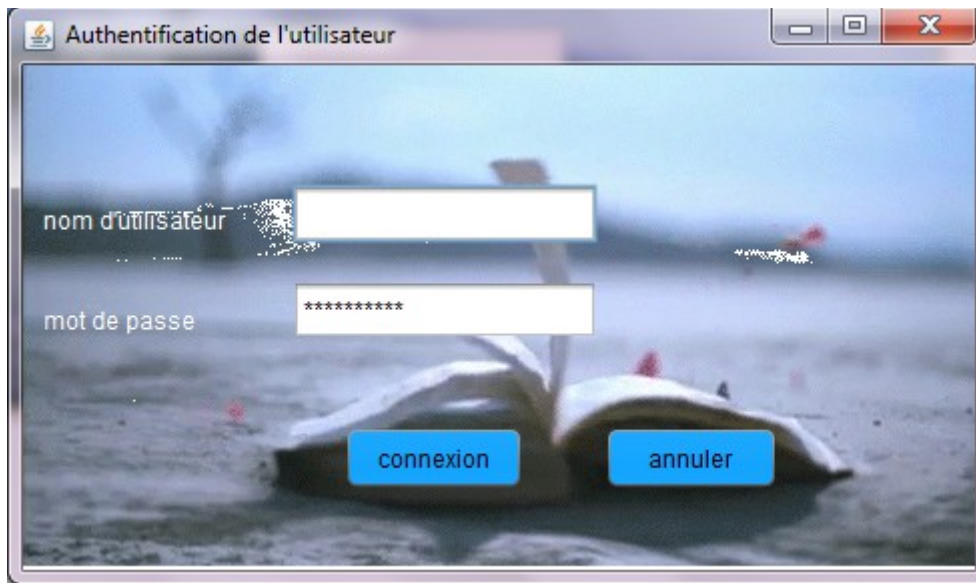 Authentification de l'utilisateur
nom d'utilisateur
mot de passe
**********
connexion
annuler